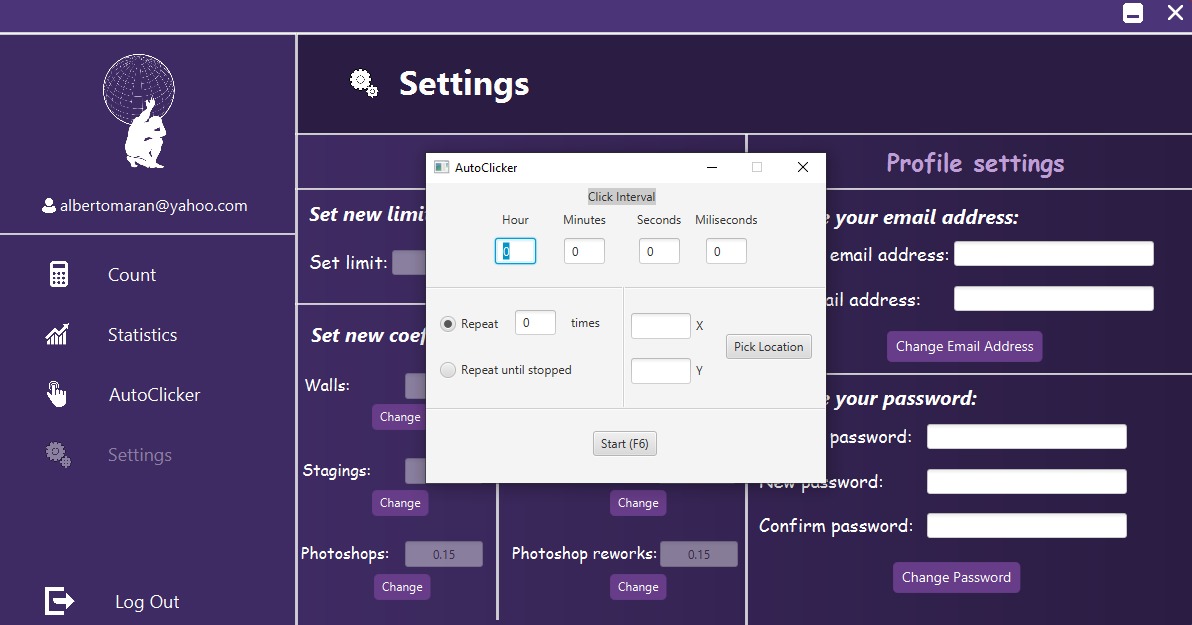 Settings
albertomaran@yahoo.com
Count
Statistics
AutoClicker
Settings
Log Out
Set new
Set limit:
Set new
Walls:
Change
Stagings:
Change
Change
Photoshops: 0.15
Photoshop reworks: 0.15
Change
Change
AutoClicker
Click Interval
Hour Minutes Seconds Miliseconds
0 0 0 0
Repeat 0 times
Repeat until stopped
X
Y
Pick Location
Start (F6)
Profile settings
your email address:
email address:
address:
Change Email Address
your password:
password:
New password:
Confirm password:
Change Password